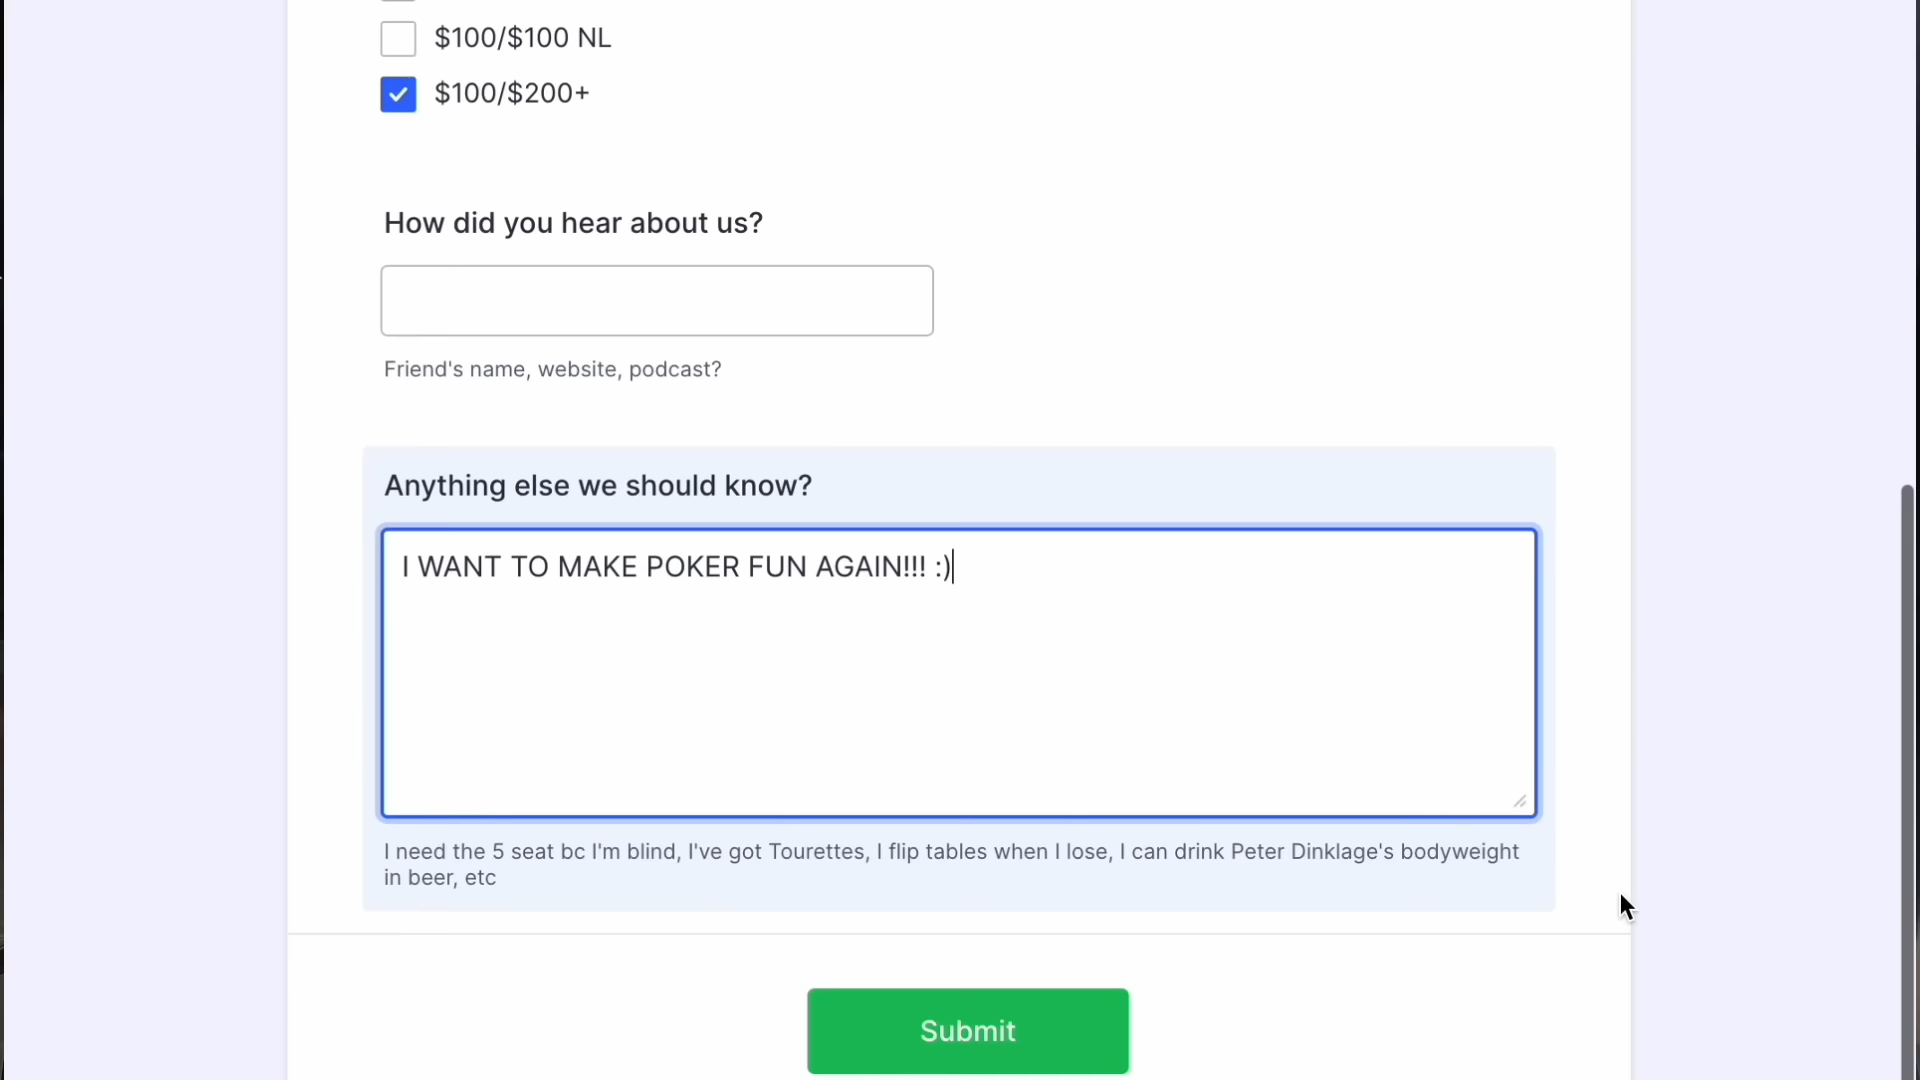 $100/$100 NL
$100/$200+
How did you hear about us?
Friend's name, website, podcast?
Anything else we should know?
I WANT TO MAKE POKER FUN AGAIN!!! :)
I need the 5 seat bc I'm blind, I've got Tourettes, I flip tables when I lose, I can drink Peter Dinklage's bodyweight
in beer, etc
Submit